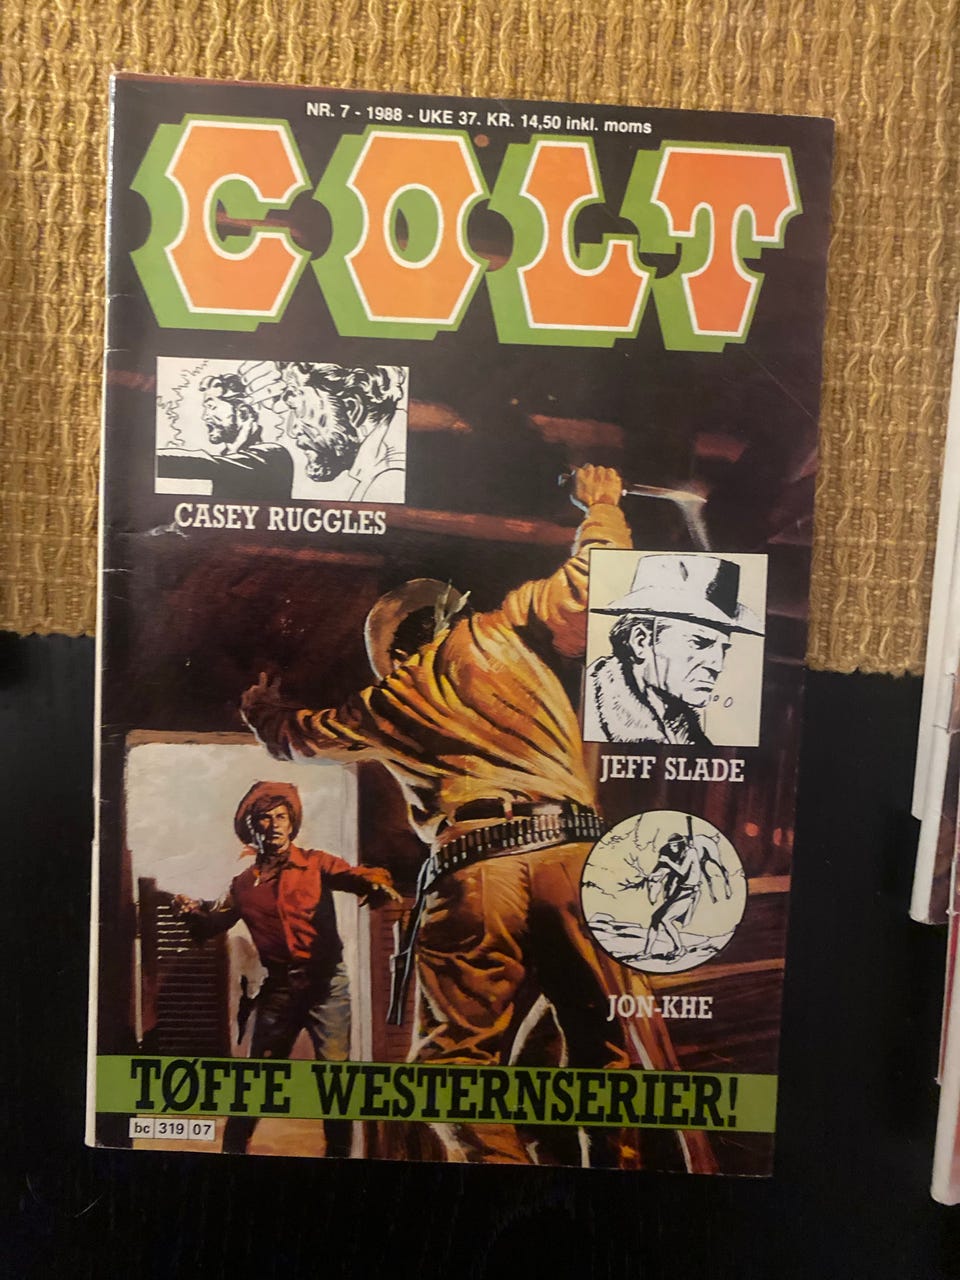 NR. 7 - 1988 - UKE 37. KR. 14,50 inkl. moms
COLT
CASEY RUGGLES
JEFF SLADE
JON-KHE
TØFFE WESTERNSERIER!
bc 319 07